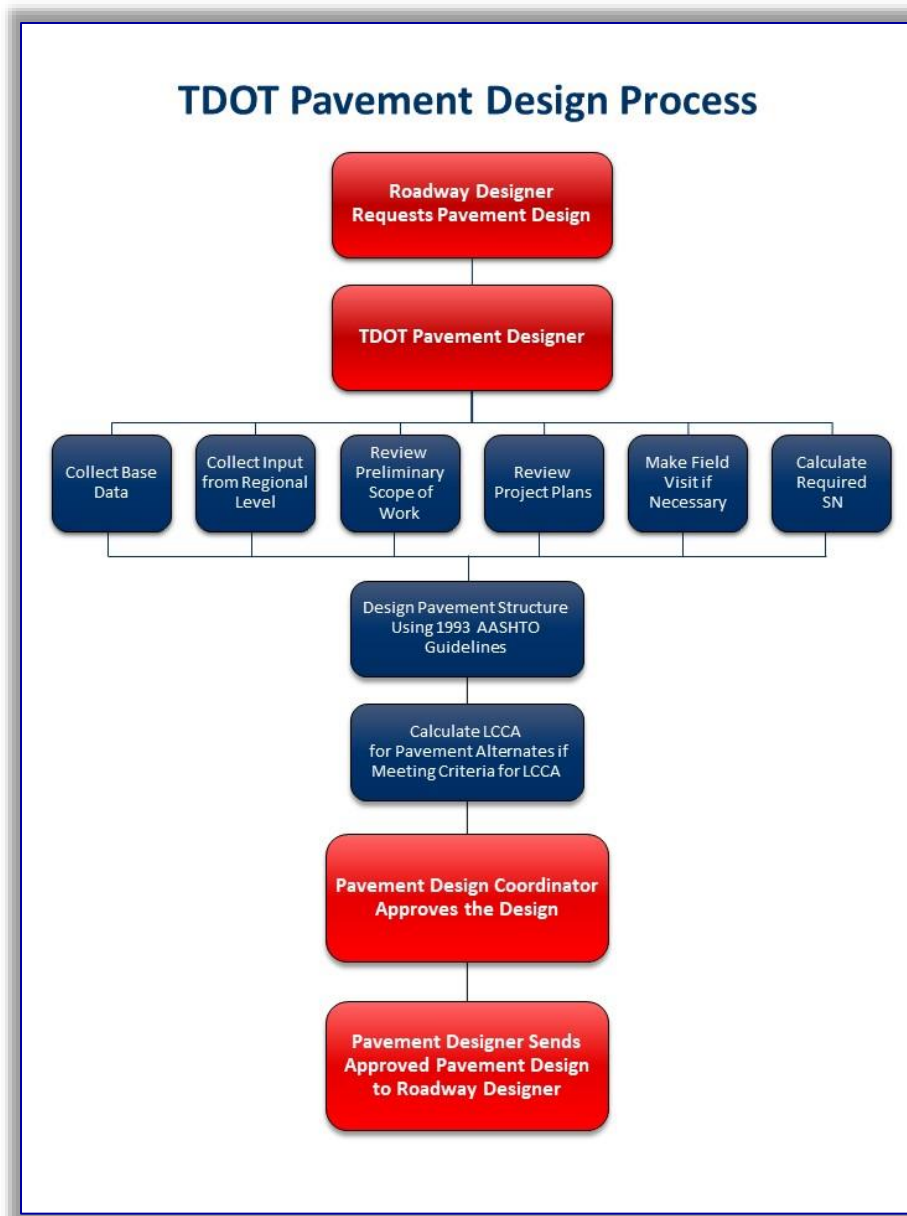 TDOT Pavement Design Process
Roadway Designer
Requests Pavement Design
TDOT Pavement Designer
Collect Base
Data
Collect Input
from Regional
Level
Review
Preliminary
Scope of
Work
Review
Project Plans
Make Field
Visit if
Necessary
Calculate
Required
SN
Design Pavement Structure
Using 1993 AASHTO
Guidelines
Calculate LCCA
for Pavement Alternates if
Meeting Criteria for LCCA
Pavement Design Coordinator
Approves the Design
Pavement Designer Sends
Approved Pavement Design
to Roadway Designer